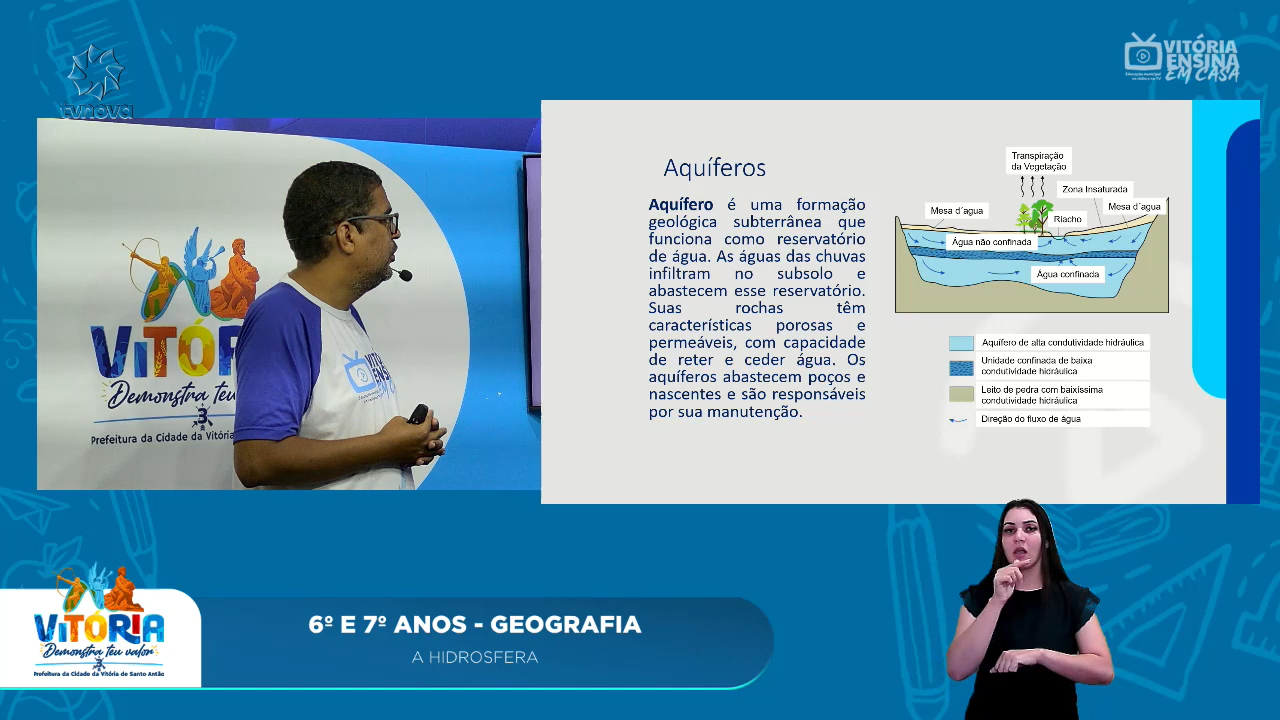 tvnova
VITÓRIA
ENSINA
EM CASA
Aquíferos
Aquífero é uma formação
geológica subterrânea que
funciona como reservatório
de água. As águas das chuvas
infiltram no subsolo e
abastecem esse reservatório.
Suas rochas têm
características porosas e
permeáveis, com capacidade
de reter e ceder água. Os
aquíferos abastecem poços e
nascentes e são responsáveis
por sua manutenção.
Transpiração
da Vegetação
Zona Insaturada
Mesa d´agua
Mesa d´agua
Riacho
Água não confinada
Água confinada
Aquífero de alta condutividade hidráulica
Unidade confinada de baixa
condutividade hidráulica
Leito de pedra com baixíssima
condutividade hidráulica
Direção do fluxo de água
VITÓR
Demonstra teu
Prefeitura da Cidade da Vitória
VITÓRIA
Demonstra teu valor
Prefeitura da Cidade da Vitória de Santo Antão
6º E 7º ANOS - GEOGRAFIA
A HIDROSFERA